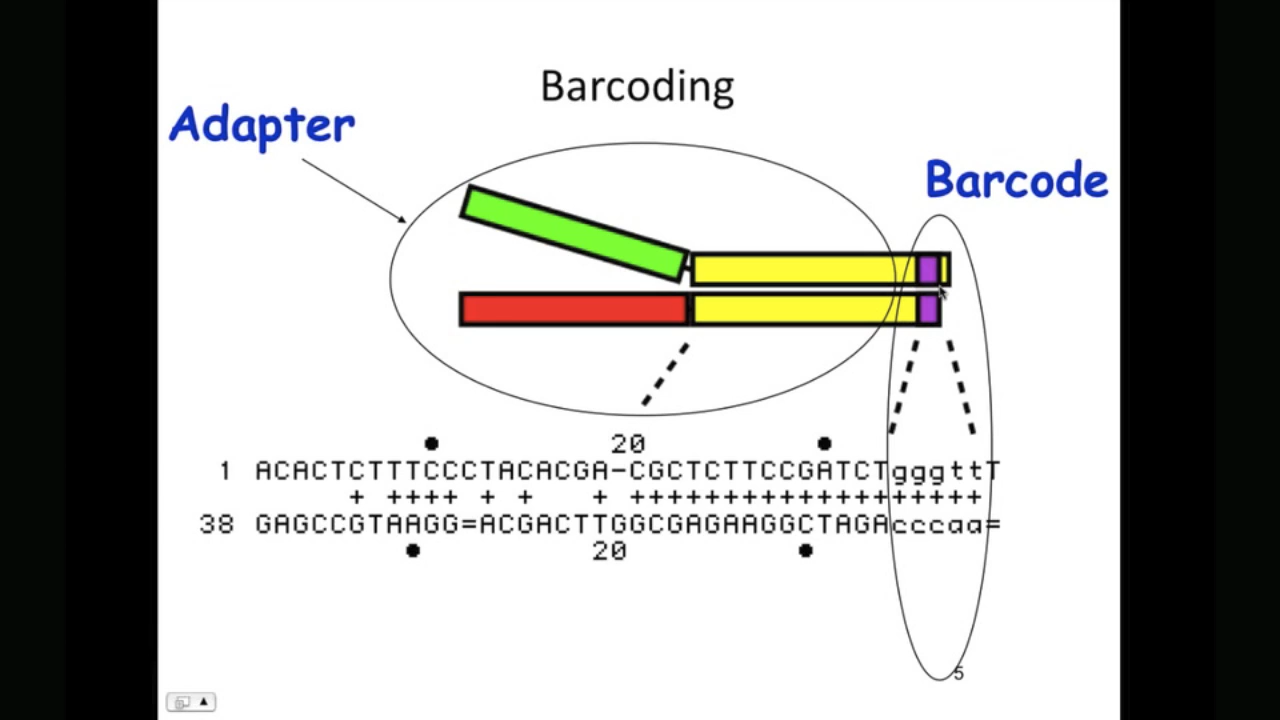 Barcoding
Adapter
Barcode
20
1 ACACTCTTTCCCTACACGA-CGCTCTTCCGATCTgggttT
+ ++++ + + + +++++++++++++++++++
38 GAGCCGTAAGG=ACGACTTGGCGAGAAGGCTAGAcccaa=
20
5